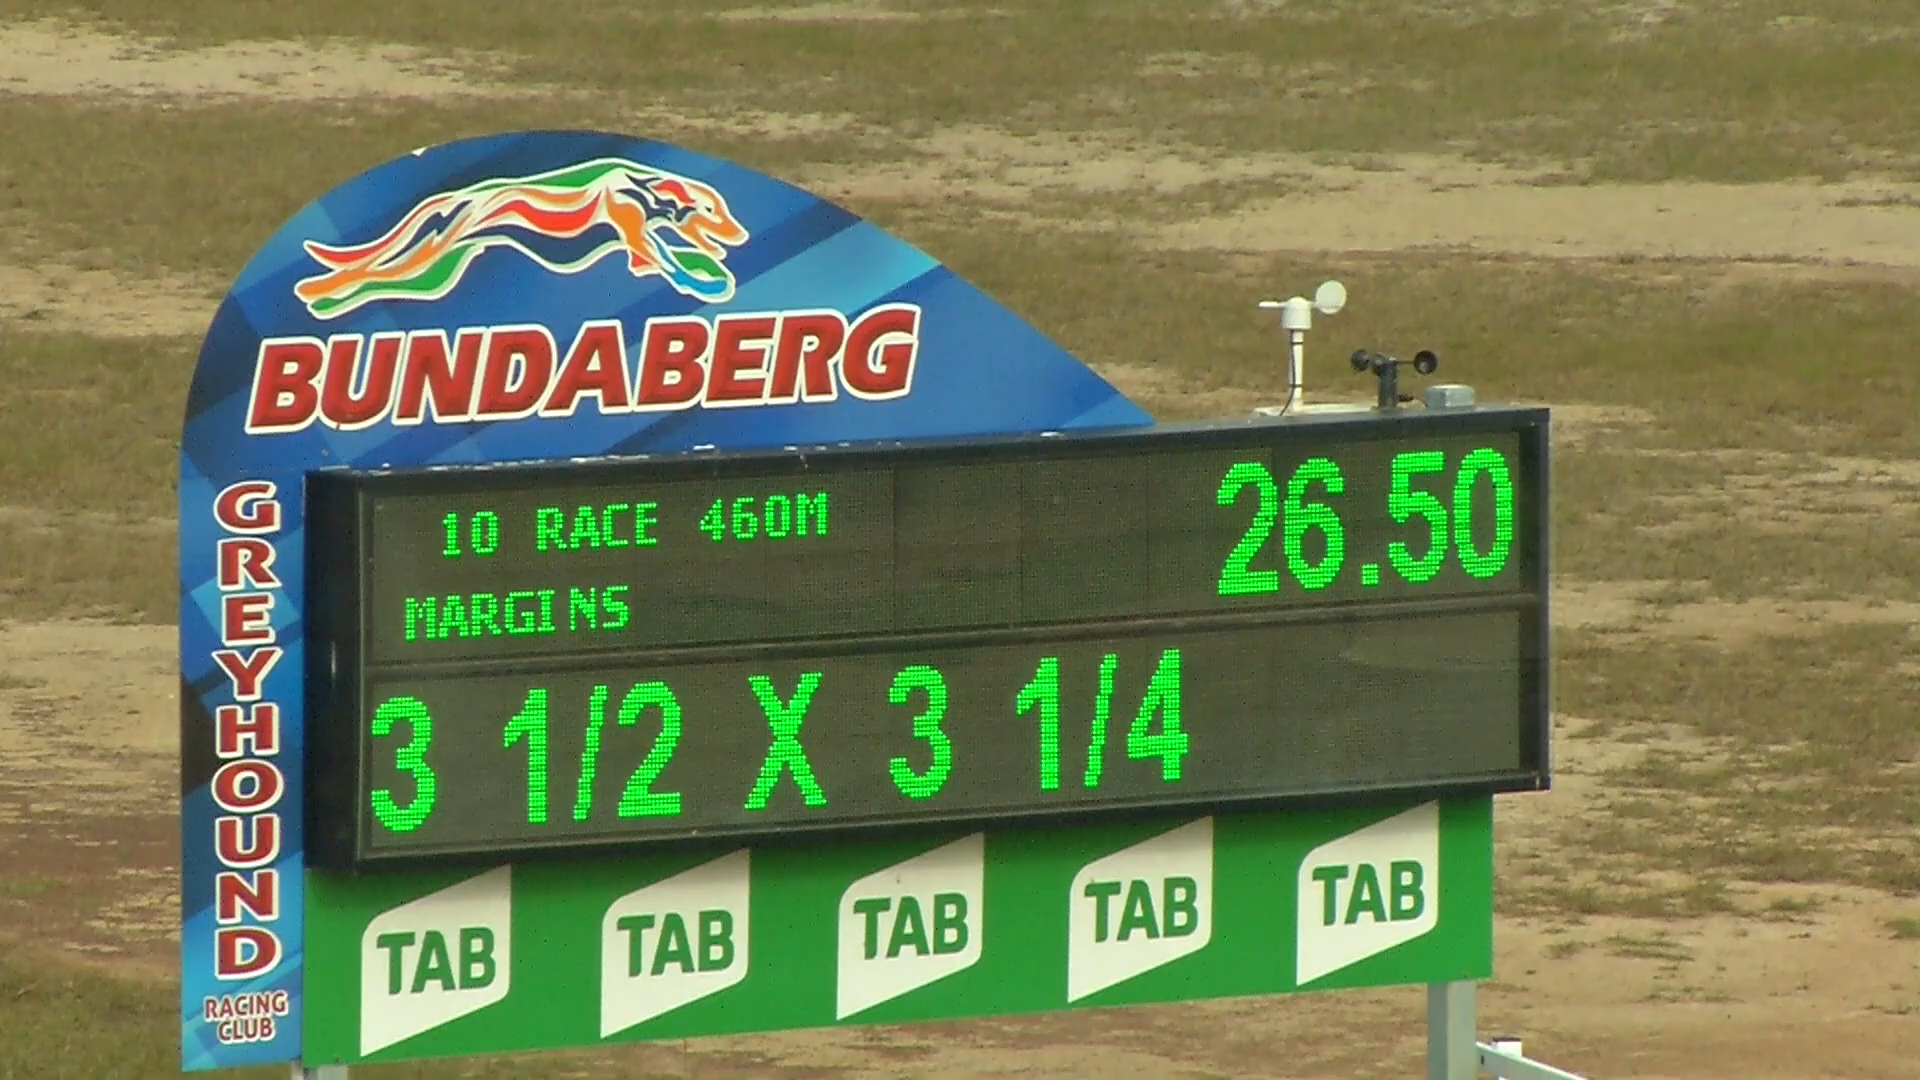 BUNDABERG
GREYHOUND
RACING
CLUB
10 RACE 460M
26.50
MARGINS
3 1/2 X 3 1/4
TAB
TAB
TAB
TAB
TAB